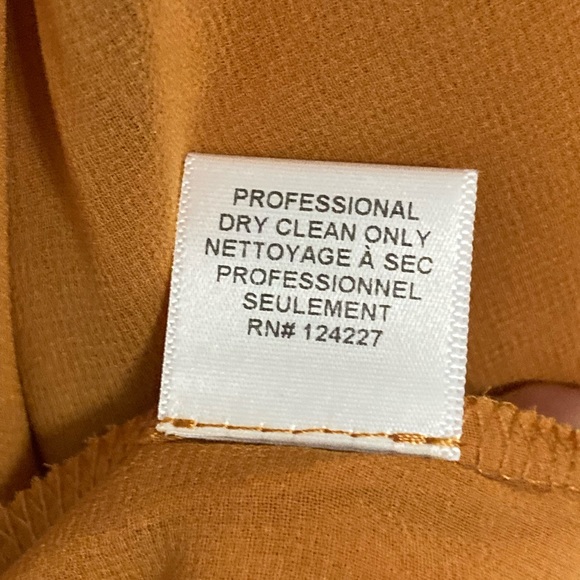 PROFESSIONAL
DRY CLEAN ONLY
NETTOYAGE À SEC
PROFESSIONNEL
SEULEMENT
RN# 124227